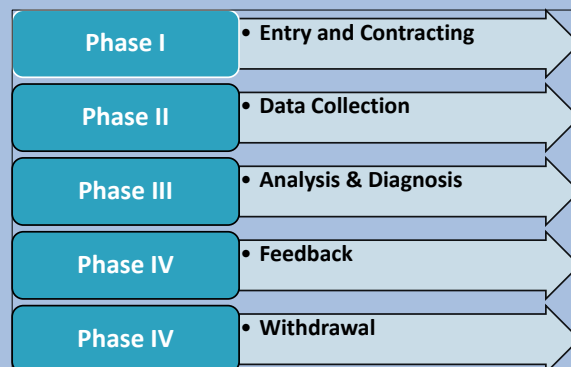 Phase I
• Entry and Contracting
Phase II
• Data Collection
Phase III
• Analysis & Diagnosis
Phase IV
• Feedback
Phase IV
• Withdrawal